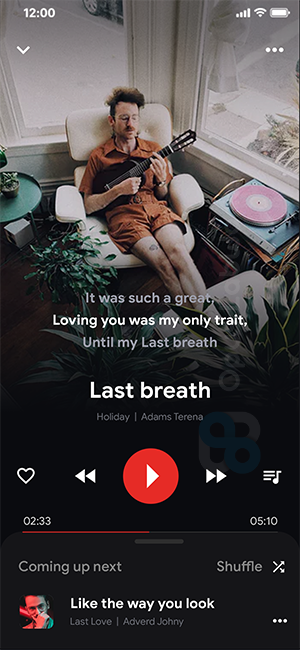 12:00
It was such a great,
Loving you was my only trait,
Until my Last breath
Last breath
Holiday | Adams Terena
02:33
05:10
Coming up next
Shuffle
Like the way you look
Last Love | Adverd Johny